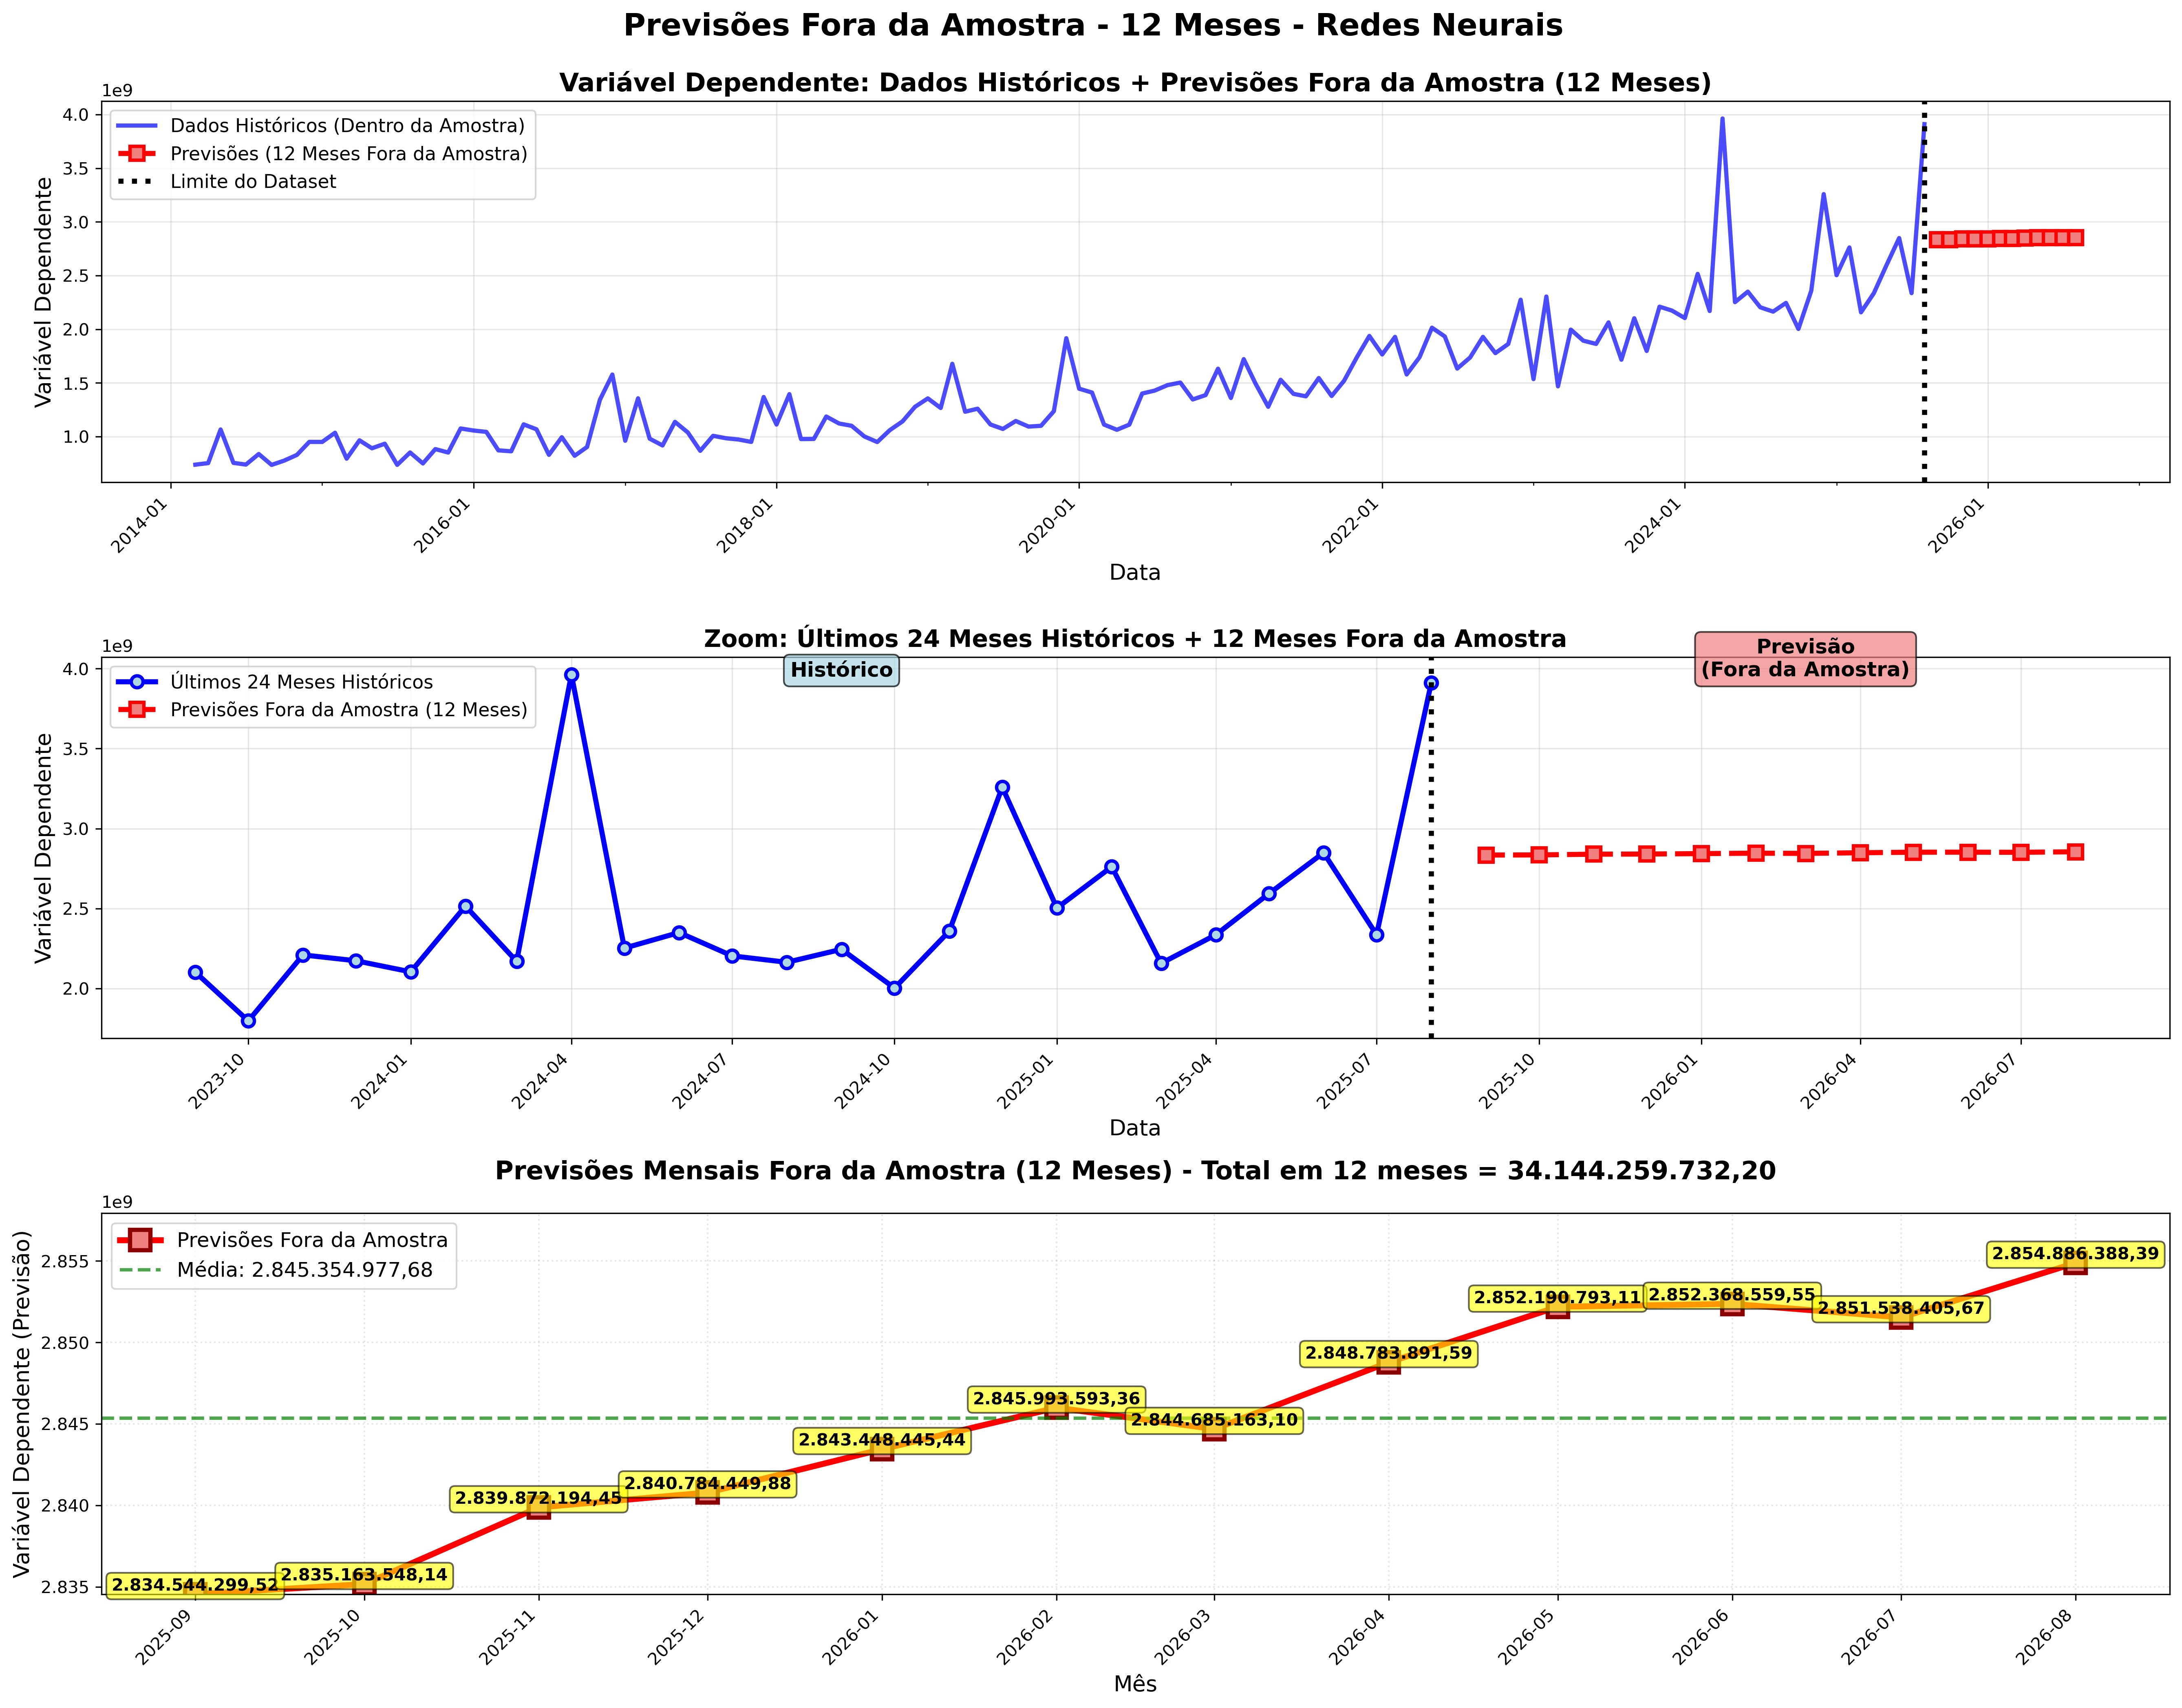 Previsões Fora da Amostra - 12 Meses - Redes Neurais
Variável Dependente: Dados Históricos + Previsões Fora da Amostra (12 Meses)
1e9
Dados Históricos (Dentro da Amostra)
Previsões (12 Meses Fora da Amostra)
Limite do Dataset
Variável Dependente
4.0
3.5
3.0
2.5
2.0
1.5
1.0
2014-01
2016-01
2018-01
2020-01
2022-01
2024-01
2026-01
Data
Zoom: Últimos 24 Meses Históricos + 12 Meses Fora da Amostra
1e9
Últimos 24 Meses Históricos
Previsões Fora da Amostra (12 Meses)
Histórico
Previsão
(Fora da Amostra)
Variável Dependente
4.0
3.5
3.0
2.5
2.0
2023-10
2024-01
2024-04
2024-07
2024-10
2025-01
2025-04
2025-07
2025-10
2026-01
2026-04
2026-07
Data
Previsões Mensais Fora da Amostra (12 Meses) - Total em 12 meses = 34.144.259.732,20
1e9
Previsões Fora da Amostra
Média: 2.845.354.977,68
Variável Dependente (Previsão)
2.855
2.850
2.845
2.840
2.835
2.834.544.299,52
2.835.163.548,14
2.839.872.194,45
2.840.784.449,88
2.843.448.445,44
2.845.993.593,36
2.844.685.163,10
2.848.783.891,59
2.852.190.793,11
2.852.368.559,55
2.851.538.405,67
2.854.886.388,39
2025-09
2025-10
2025-11
2025-12
2026-01
2026-02
2026-03
2026-04
2026-05
2026-06
2026-07
2026-08
Mês